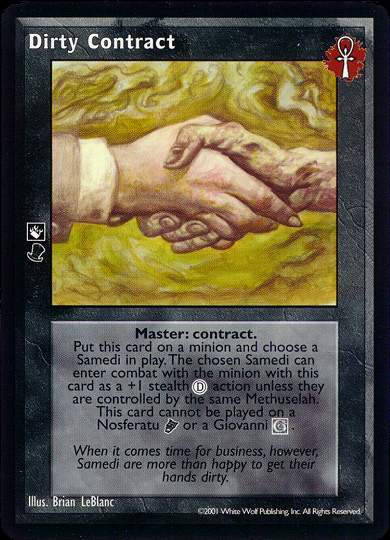 Dirty Contract
Master: contract.
Put this card on a minion and choose a
Samedi in play. The chosen Samedi can
enter combat with the minion with this
card as a +1 stealth D action unless they
are controlled by the same Methuselah.
This card cannot be played on a
Nosferatu or a Giovanni .
When it comes time for business, however,
Samedi are more than happy to get their
hands dirty.
Illus. Brian LeBlanc
©2001 White Wolf Publishing, Inc. All Rights Reserved.